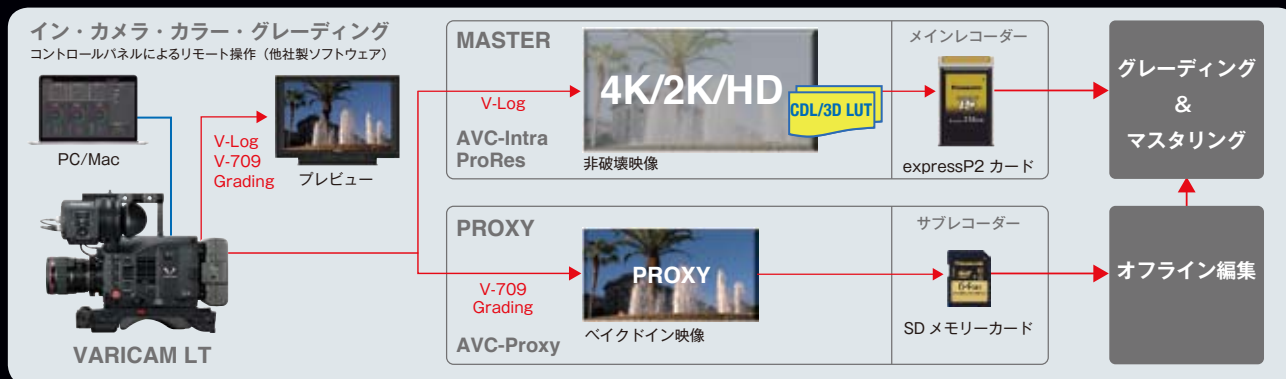 イン・カメラ・カラー・グレーディング
コントロールパネルによるリモート操作（他社製ソフトウェア）
PC/Mac
V-Log
V-709
Grading
プレビュー
VARICAM LT
MASTER
V-Log
AVC-Intra
ProRes
4K/2K/HD
CDL/3D LUT
非破壊映像
メインレコーダー
expressP2 カード
PROXY
V-709
Grading
AVC-Proxy
PROXY
ベイクドイン映像
サブレコーダー
64GB
SD メモリーカード
グレーディング
&
マスタリング
オフライン編集